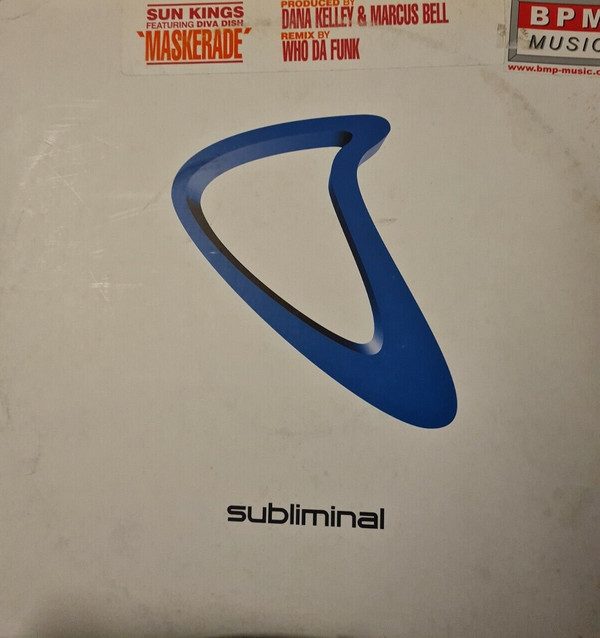 SUN KINGS
FEATURING DIVA DISH
"MASKERADE"
PRODUCED BY
DANA KELLEY & MARCUS BELL
REMIX BY
WHO DA FUNK
BPM
MUSIC
www.bmp-music.c
subliminal